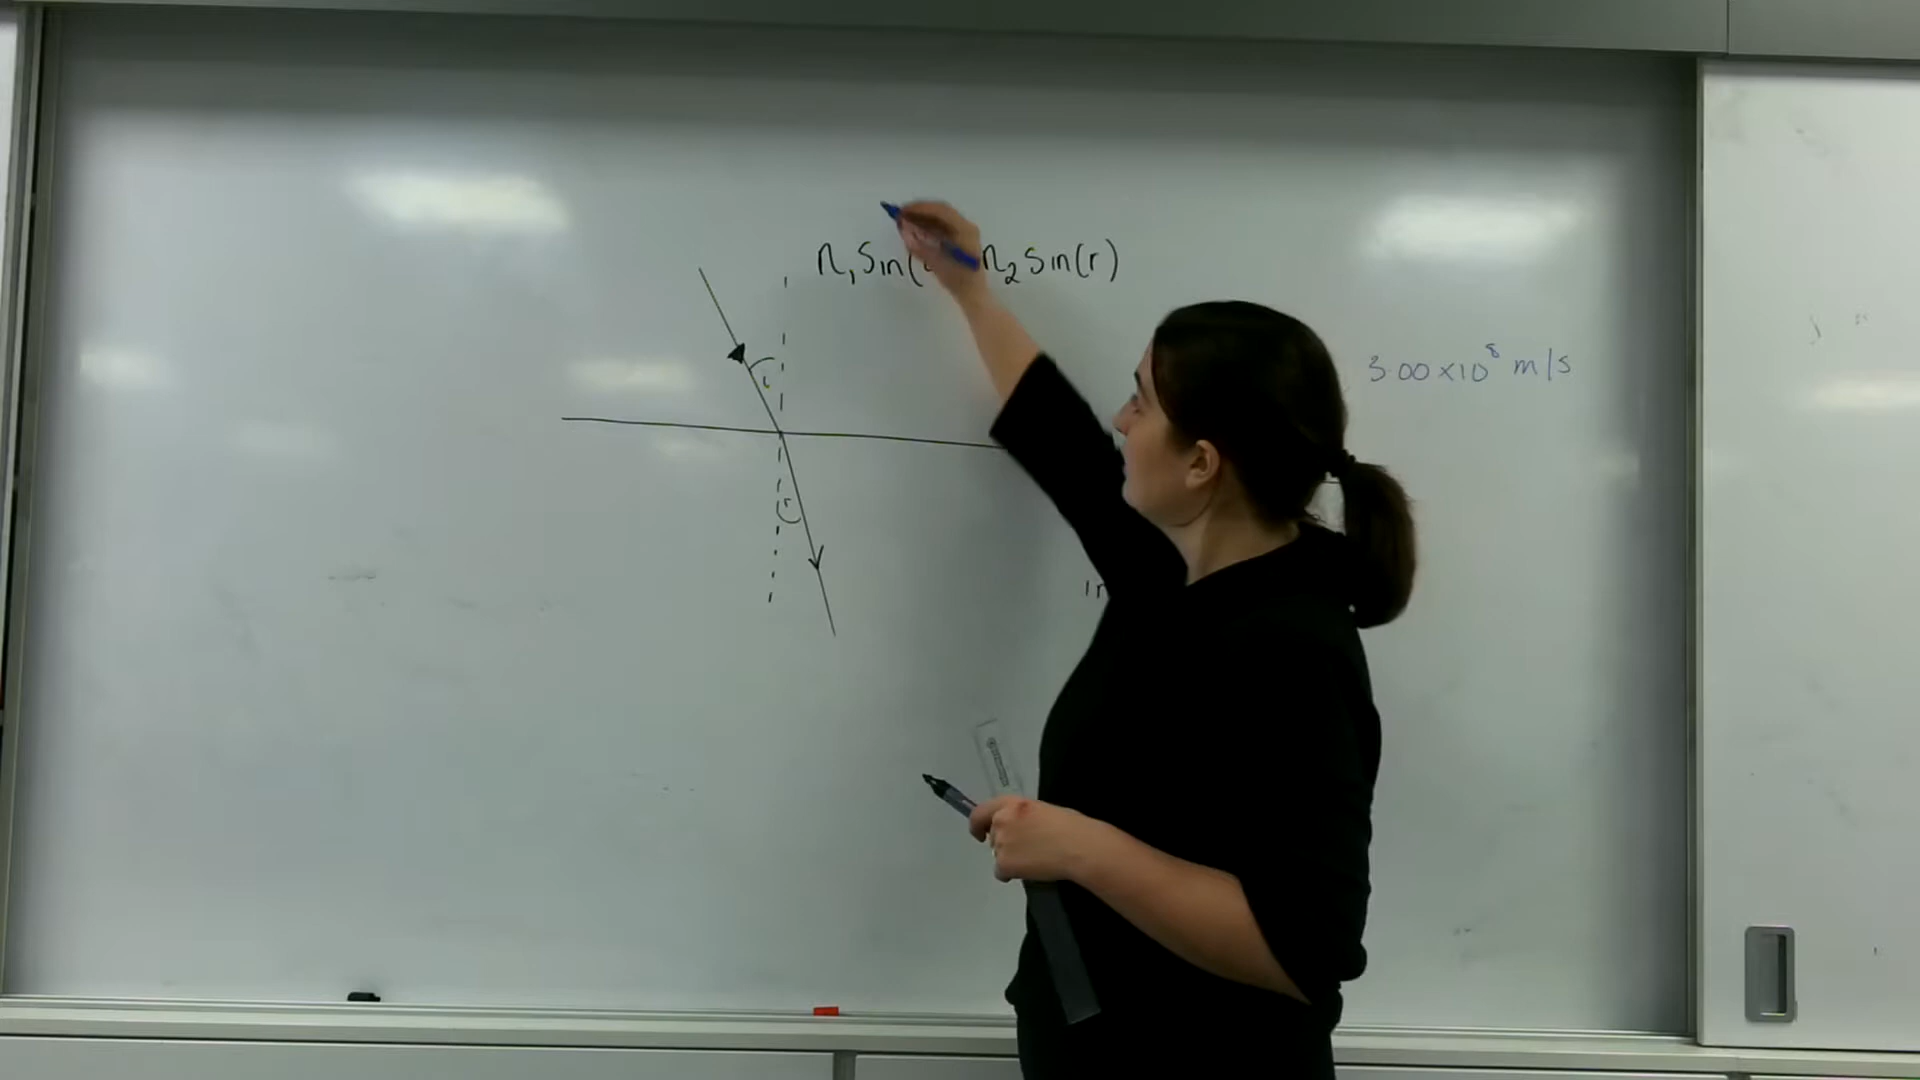 n₁ Sin( n₂ Sin(r)
i
3.00×10⁸ m/s
r